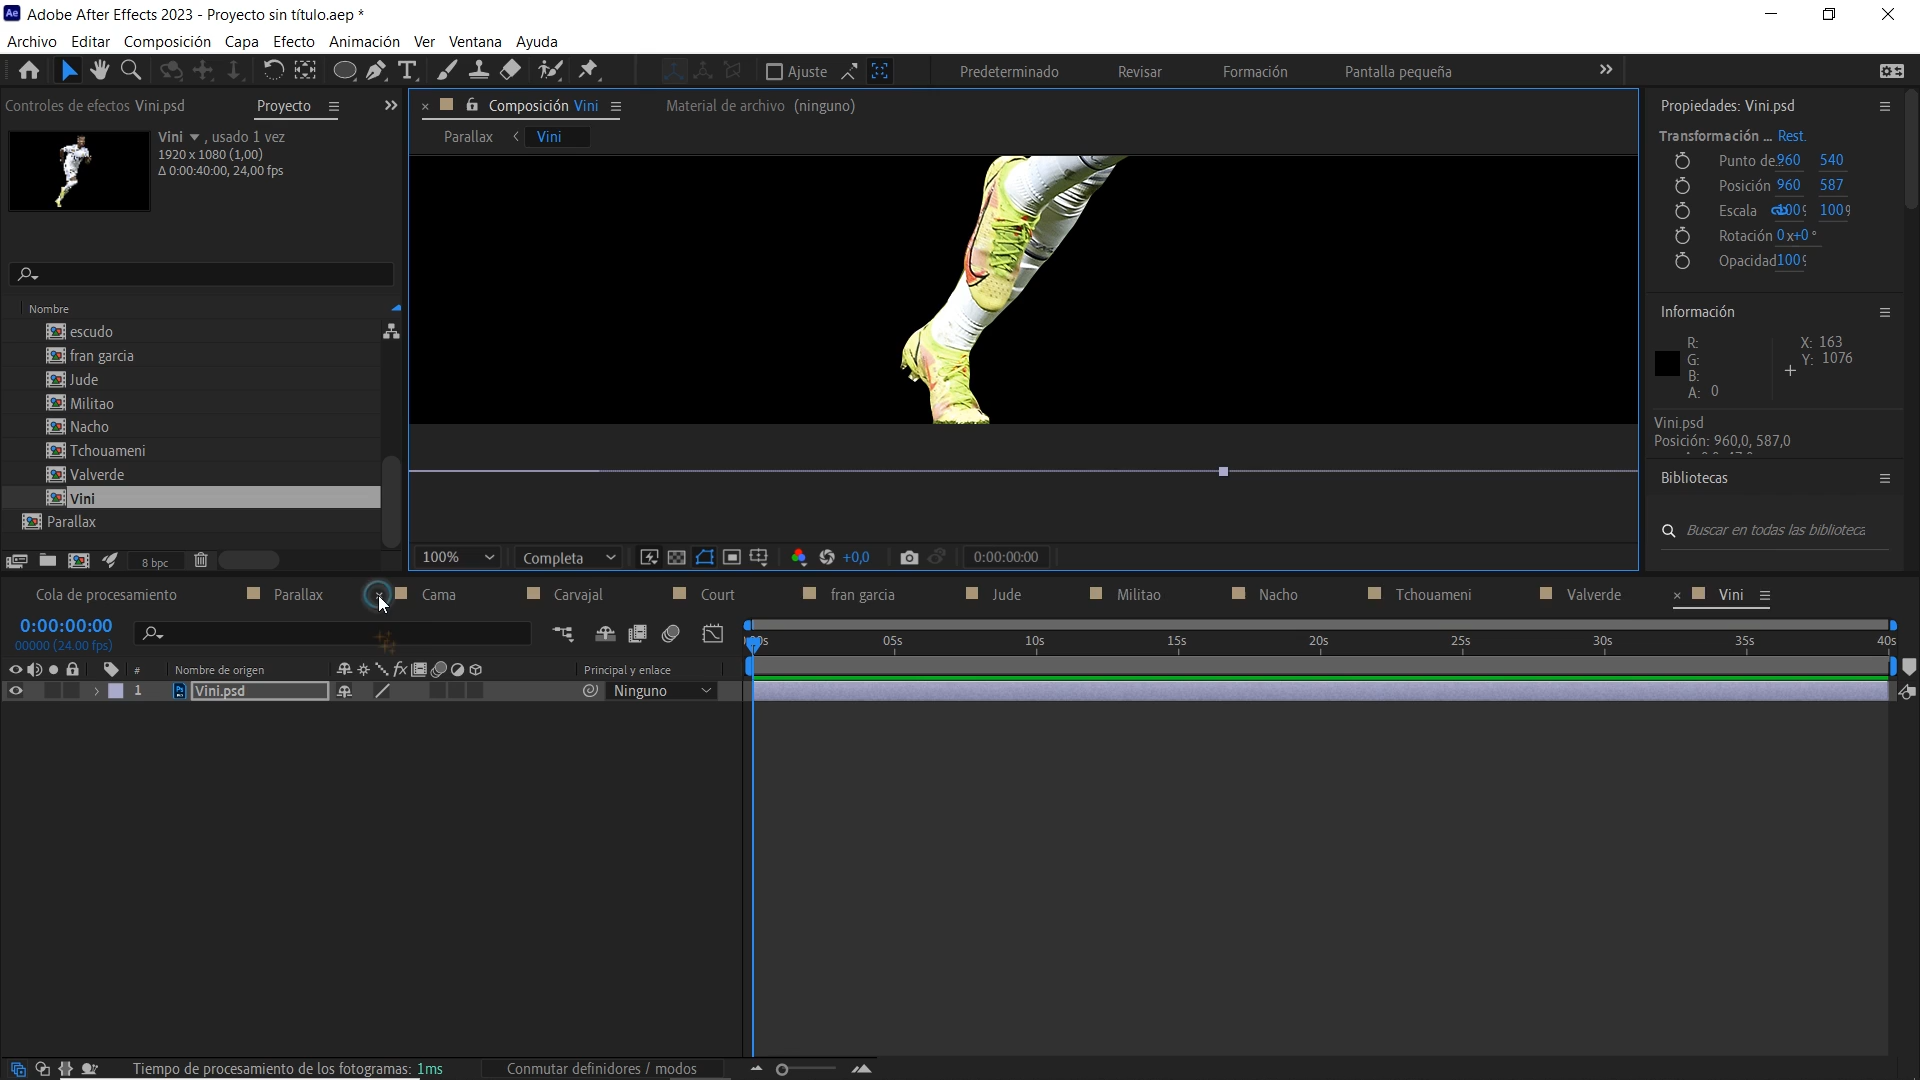 Adobe After Effects 2023 - Proyecto sin título.aep *
Archivo Editar Composición Capa Efecto Animación Ver Ventana Ayuda
Ajuste Predeterminado Revisar Formación Pantalla pequeña
Controles de efectos Vini.psd Proyecto
Vini , usado 1 vez
1920 x 1080 (1,00)
Δ 0:00:40:00, 24,00 fps
Nombre
escudo
fran garcia
Jude
Militao
Nacho
Tchouameni
Valverde
Vini
Parallax
8 bpc
Composición Vini Material de archivo (ninguno)
Parallax < Vini
100% Completa +0,0 0:00:00:00
Propiedades: Vini.psd
Transformación ... Rest.
Punto de 960 540
Posición 960 587
Escala 100 100
Rotación 0x+0°
Opacidad 100
Información
R: X: 163
G: Y: 1076
B:
A: 0
Vini.psd
Posición: 960,0, 587,0
Bibliotecas
Buscar en todas las biblioteca
Cola de procesamiento Parallax Cama Carvajal Court fran garcia Jude Militao Nacho Tchouameni Valverde Vini
0:00:00:00
00000 (24.00 fps)
05s 10s 15s 20s 25s 30s 35s 40s
# Nombre de origen fx Principal y enlace
1 Ps Vini.psd Ninguno
Tiempo de procesamiento de los fotogramas: 1ms Conmutar definidores / modos